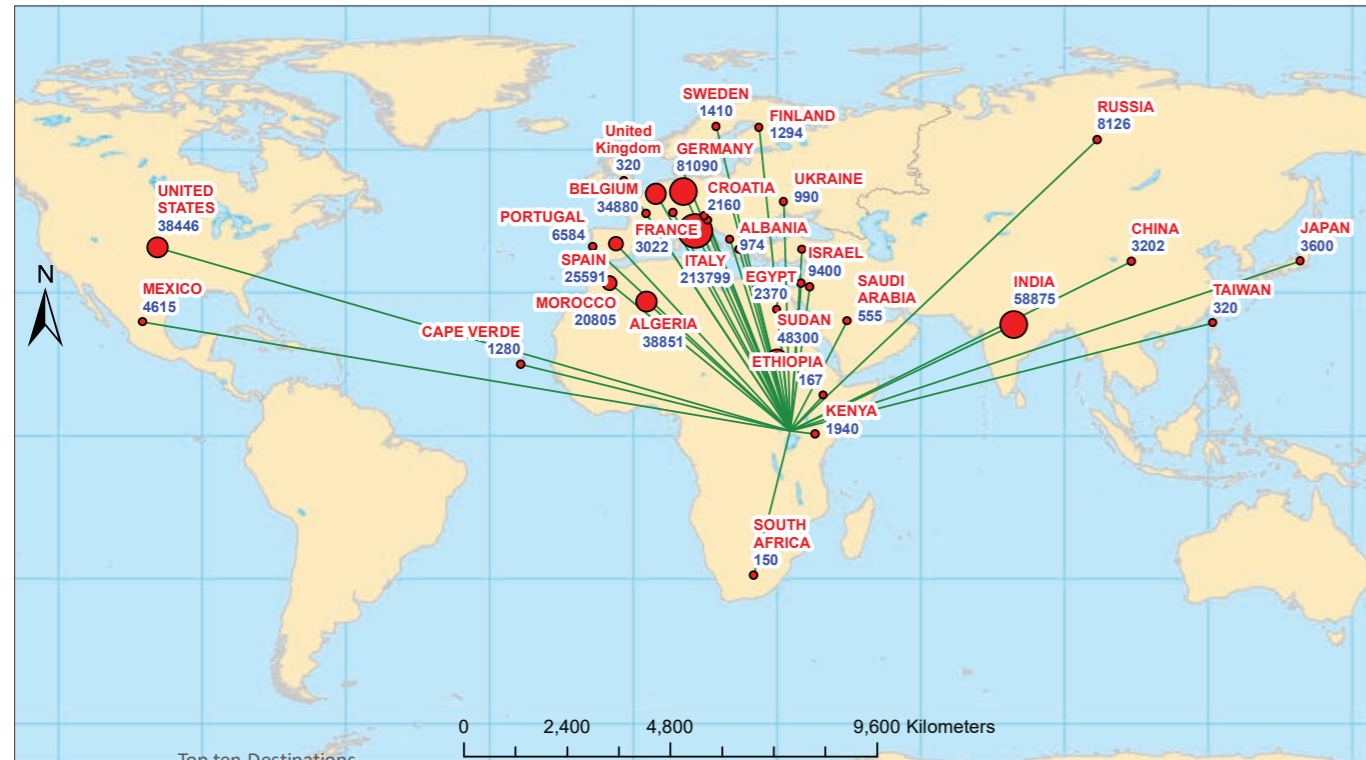 SWEDEN
1410
FINLAND
1294
RUSSIA
8126
United
Kingdom
320
GERMANY
81090
UKRAINE
990
BELGIUM
34880
CROATIA
2160
UNITED
STATES
38446
PORTUGAL
6584
FRANCE
3022
ALBANIA
974
CHINA
3202
JAPAN
3600
SPAIN
25591
ITALY
213799
EGYPT
2370
ISRAEL
9400
SAUDI
ARABIA
555
INDIA
58875
TAIWAN
320
N
MEXICO
4615
MOROCCO
20805
ALGERIA
38851
SUDAN
48300
CAPE VERDE
1280
ETHIOPIA
167
KENYA
1940
SOUTH
AFRICA
150
0 2,400 4,800 9,600 Kilometers
Top ten Destinations